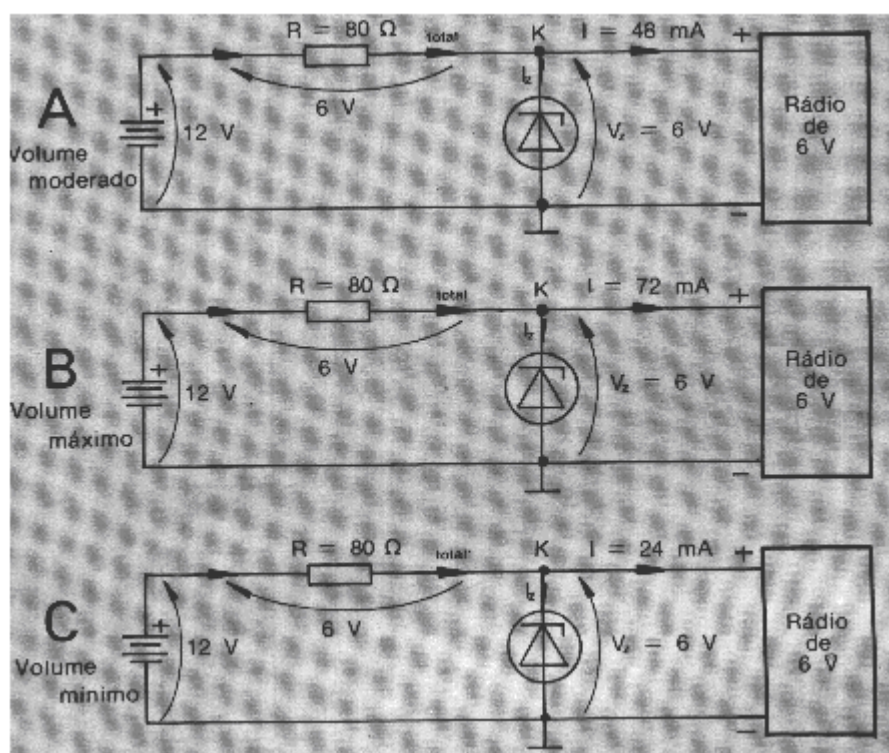 R = 80 Ω
total
K
I = 48 mA
+
A
+
12 V
6 V
Iz
Vz = 6 V
Rádio
de
6 V
Volume
moderado
−
R = 80 Ω
total
K
I = 72 mA
+
B
+
12 V
6 V
Iz
Vz = 6 V
Rádio
de
6 V
Volume
máximo
−
R = 80 Ω
total
K
I = 24 mA
+
C
+
12 V
6 V
Iz
Vz = 6 V
Rádio
de
6 V
Volume
mínimo
−